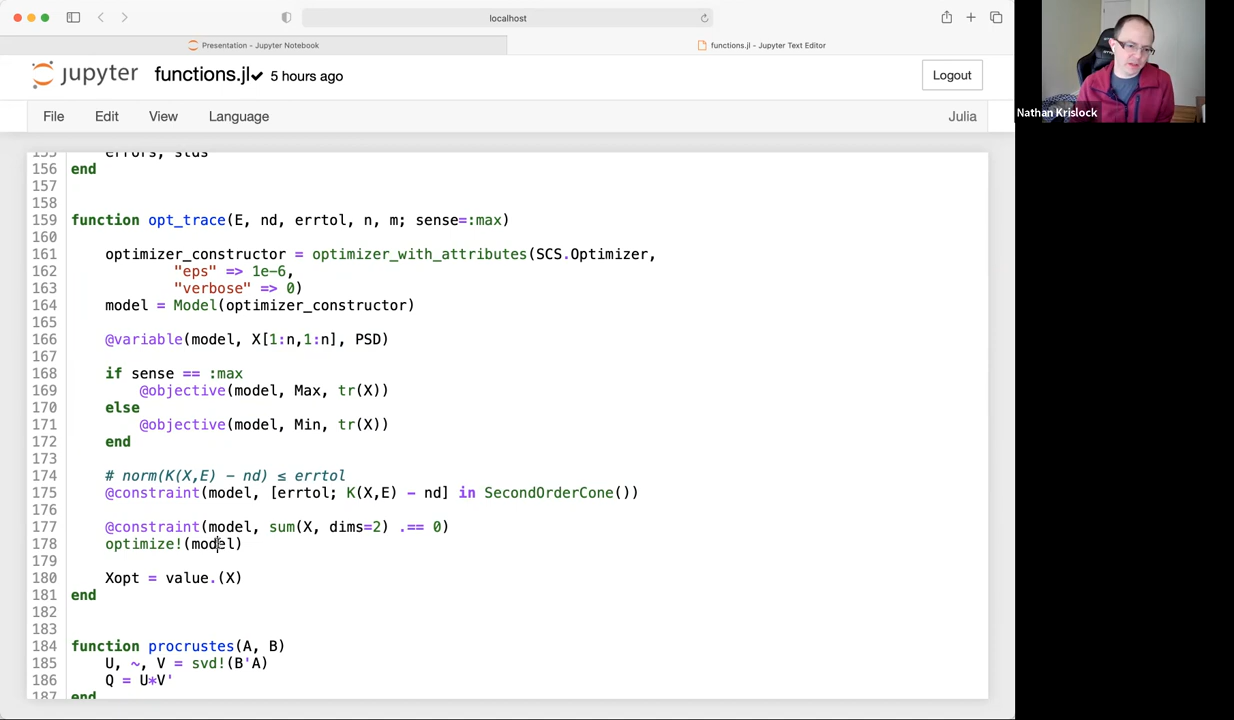 localhost
Presentation - Jupyter Notebook
functions.jl - Jupyter Text Editor
jupyter functions.jl✔ 5 hours ago
Logout
File Edit View Language
Julia
155 errors, stds
156 end
157
158
159 function opt_trace(E, nd, errtol, n, m; sense=:max)
160
161 optimizer_constructor = optimizer_with_attributes(SCS.Optimizer,
162 "eps" => 1e-6,
163 "verbose" => 0)
164 model = Model(optimizer_constructor)
165
166 @variable(model, X[1:n,1:n], PSD)
167
168 if sense == :max
169 @objective(model, Max, tr(X))
170 else
171 @objective(model, Min, tr(X))
172 end
173
174 # norm(K(X,E) - nd) ≤ errtol
175 @constraint(model, [errtol; K(X,E) - nd] in SecondOrderCone())
176
177 @constraint(model, sum(X, dims=2) .== 0)
178 optimize!(model)
179
180 Xopt = value.(X)
181 end
182
183
184 function procrustes(A, B)
185 U, ~, V = svd!(B'A)
186 Q = U*V'
187 end
Nathan Krislock